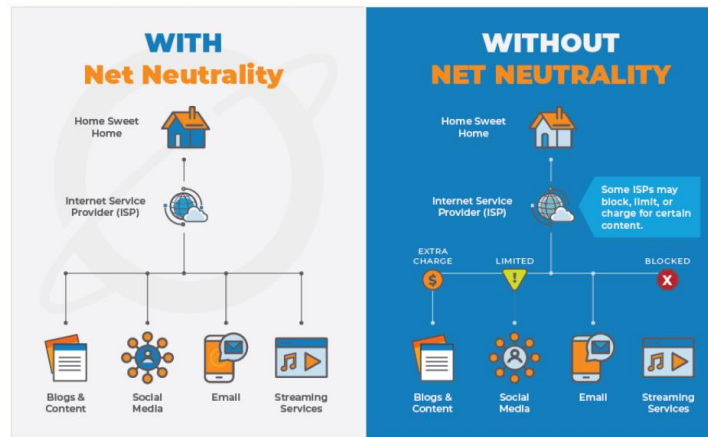 WITH
Net Neutrality
Home Sweet
Home
Internet Service
Provider (ISP)
Blogs &
Content
Social
Media
Email
Streaming
Services
WITHOUT
NET NEUTRALITY
Home Sweet
Home
Internet Service
Provider (ISP)
Some ISPs may
block, limit, or
charge for certain
content.
EXTRA
CHARGE
$
LIMITED
!
BLOCKED
X
Blogs &
Content
Social
Media
Email
Streaming
Services